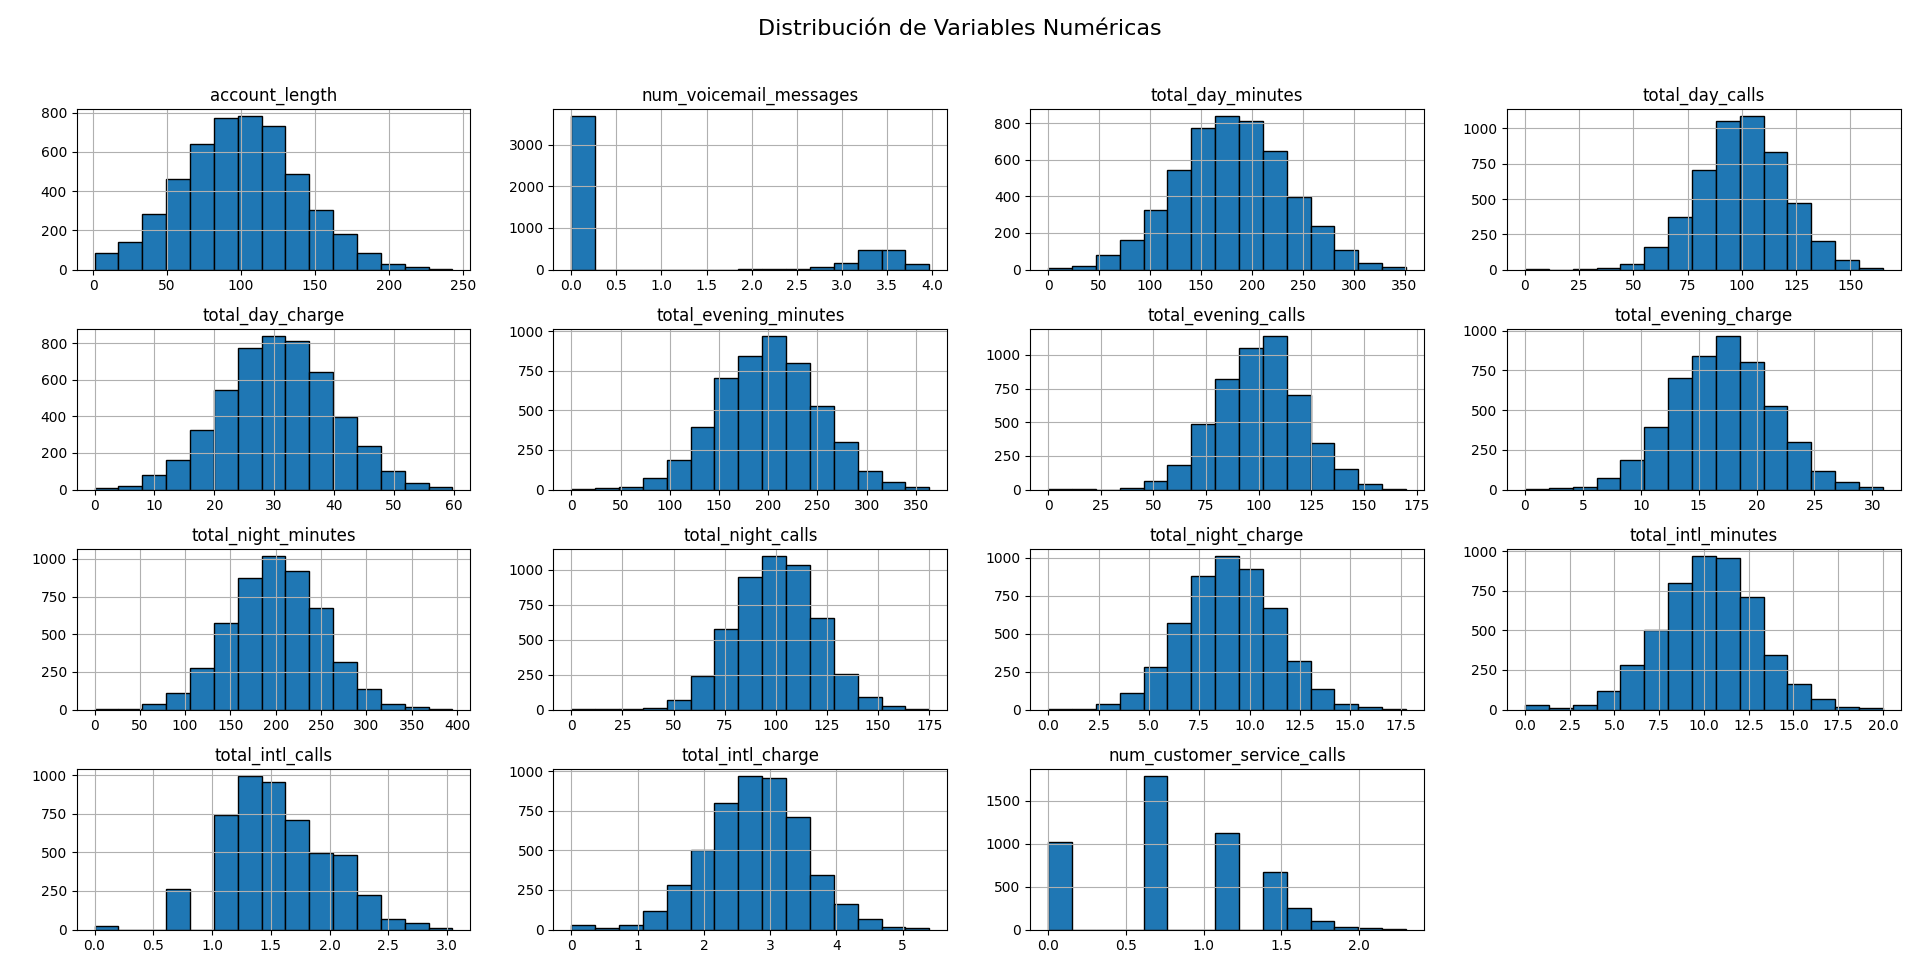 Distribución de Variables Numéricas
account_length
num_voicemail_messages
total_day_minutes
total_day_calls
800
600
400
200
0
0 50 100 150 200 250
3000
2000
1000
0
0.0 0.5 1.0 1.5 2.0 2.5 3.0 3.5 4.0
800
600
400
200
0
0 50 100 150 200 250 300 350
1000
750
500
250
0
0 25 50 75 100 125 150
total_day_charge
total_evening_minutes
total_evening_calls
total_evening_charge
800
600
400
200
0
0 10 20 30 40 50 60
1000
750
500
250
0
0 50 100 150 200 250 300 350
1000
750
500
250
0
0 25 50 75 100 125 150 175
1000
750
500
250
0
0 5 10 15 20 25 30
total_night_minutes
total_night_calls
total_night_charge
total_intl_minutes
1000
750
500
250
0
0 50 100 150 200 250 300 350 400
1000
750
500
250
0
0 25 50 75 100 125 150 175
1000
750
500
250
0
0.0 2.5 5.0 7.5 10.0 12.5 15.0 17.5
1000
750
500
250
0
0.0 2.5 5.0 7.5 10.0 12.5 15.0 17.5 20.0
total_intl_calls
total_intl_charge
num_customer_service_calls
1000
750
500
250
0
0.0 0.5 1.0 1.5 2.0 2.5 3.0
1000
750
500
250
0
0 1 2 3 4 5
1500
1000
500
0
0.0 0.5 1.0 1.5 2.0